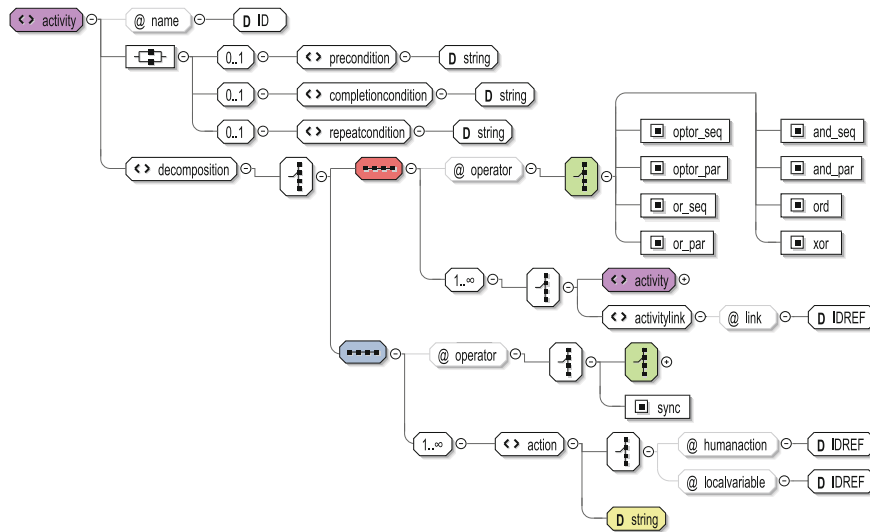 <> activity
@ name
D ID
0..1
<> precondition
D string
0..1
<> completioncondition
D string
0..1
<> repeatcondition
D string
<> decomposition
@ operator
optor_seq
and_seq
optor_par
and_par
or_seq
ord
or_par
xor
1..∞
<> activity
<> activitylink
@ link
D IDREF
@ operator
sync
1..∞
<> action
@ humanaction
D IDREF
@ localvariable
D IDREF
D string